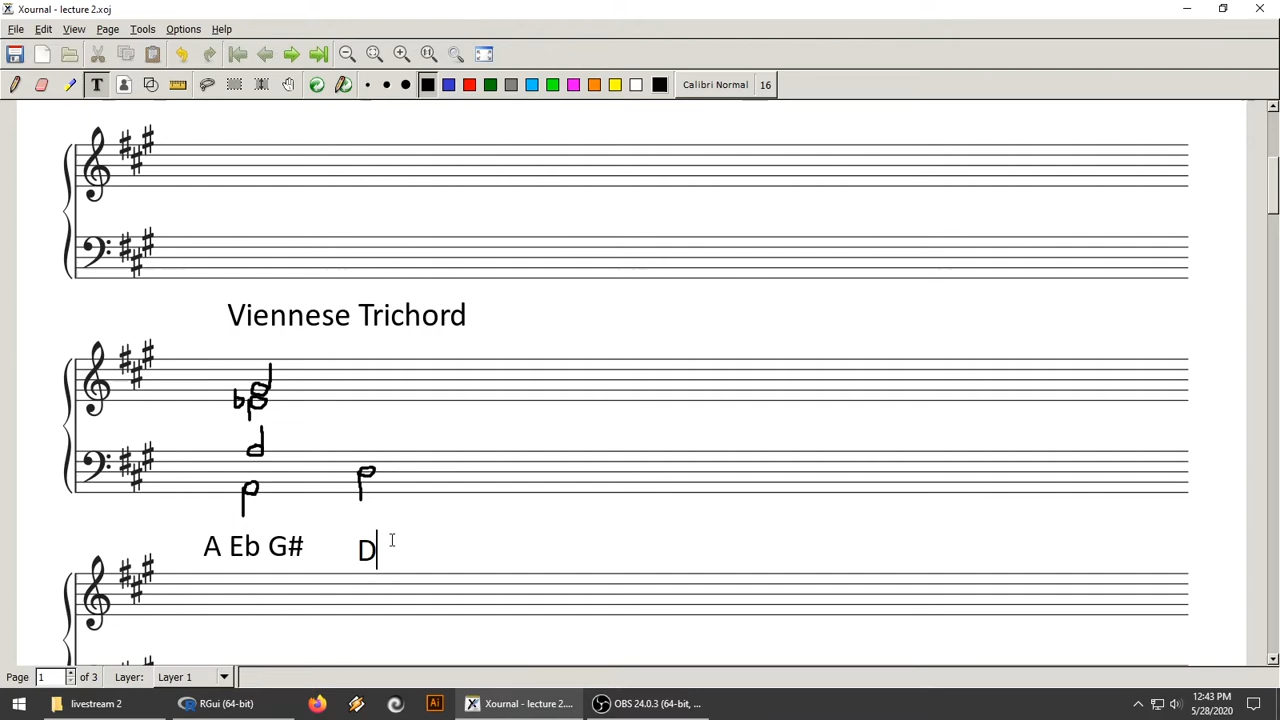 Xournal - lecture 2.xoj
File Edit View Page Tools Options Help
T Calibri Normal 16
Viennese Trichord
A Eb G# D
Page 1 of 3 Layer: Layer 1
livestream 2 RGui (64-bit) Ai Xournal - lecture 2.... OBS 24.0.3 (64-bit, ... 12:43 PM
5/28/2020